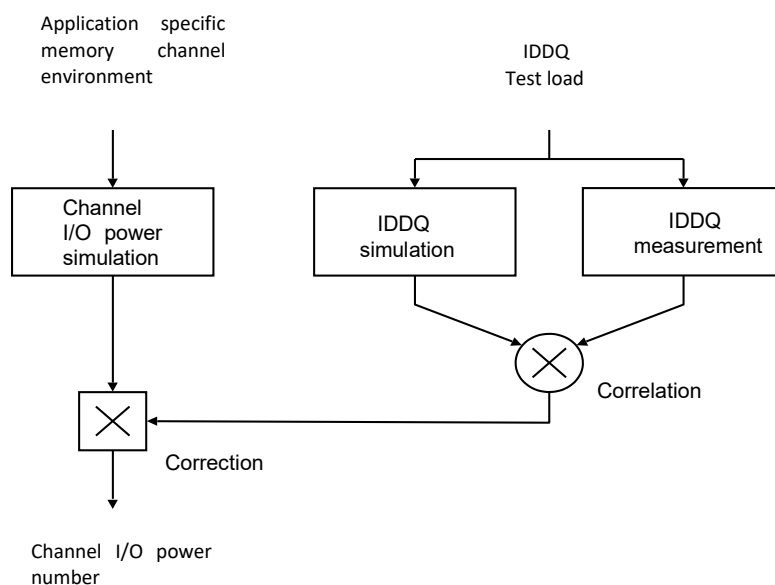 Application specific
memory channel
environment
IDDQ
Test load
Channel
I/O power
simulation
IDDQ
simulation
IDDQ
measurement
Correlation
Correction
Channel I/O power
number